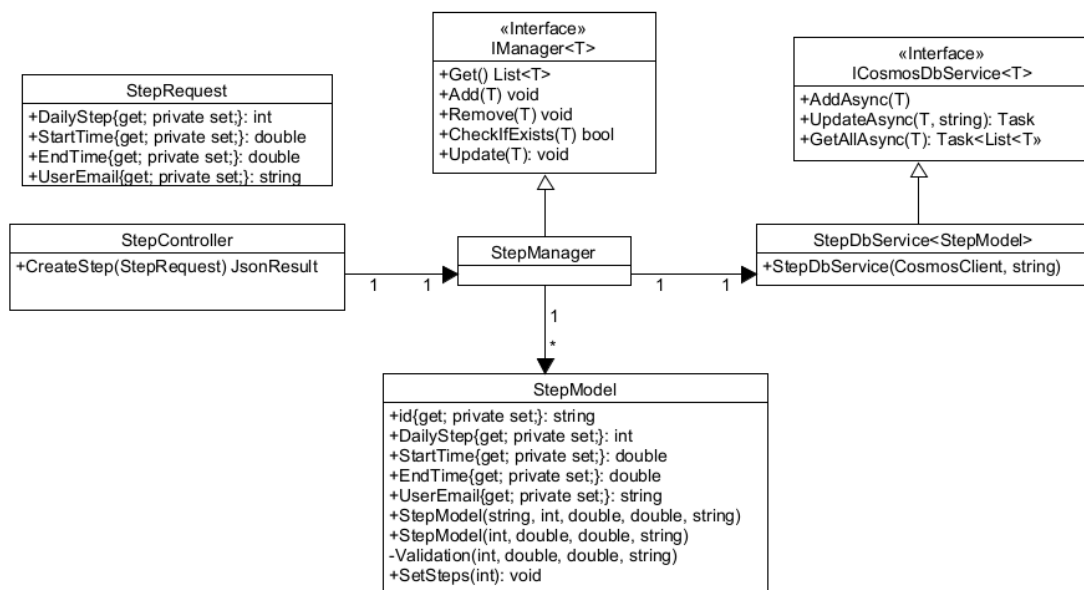 «Interface»
IManager<T>
+Get() List<T>
+Add(T) void
+Remove(T) void
+CheckIfExists(T) bool
+Update(T): void
«Interface»
ICosmosDbService<T>
+AddAsync(T)
+UpdateAsync(T, string): Task
+GetAllAsync(T): Task<List<T»
StepRequest
+DailyStep{get; private set;}: int
+StartTime{get; private set;}: double
+EndTime{get; private set;}: double
+UserEmail{get; private set;}: string
StepController
+CreateStep(StepRequest) JsonResult
1
1
StepManager
1
1
StepDbService<StepModel>
+StepDbService(CosmosClient, string)
1
*
StepModel
+id{get; private set;}: string
+DailyStep{get; private set;}: int
+StartTime{get; private set;}: double
+EndTime{get; private set;}: double
+UserEmail{get; private set;}: string
+StepModel(string, int, double, double, string)
+StepModel(int, double, double, string)
-Validation(int, double, double, string)
+SetSteps(int): void